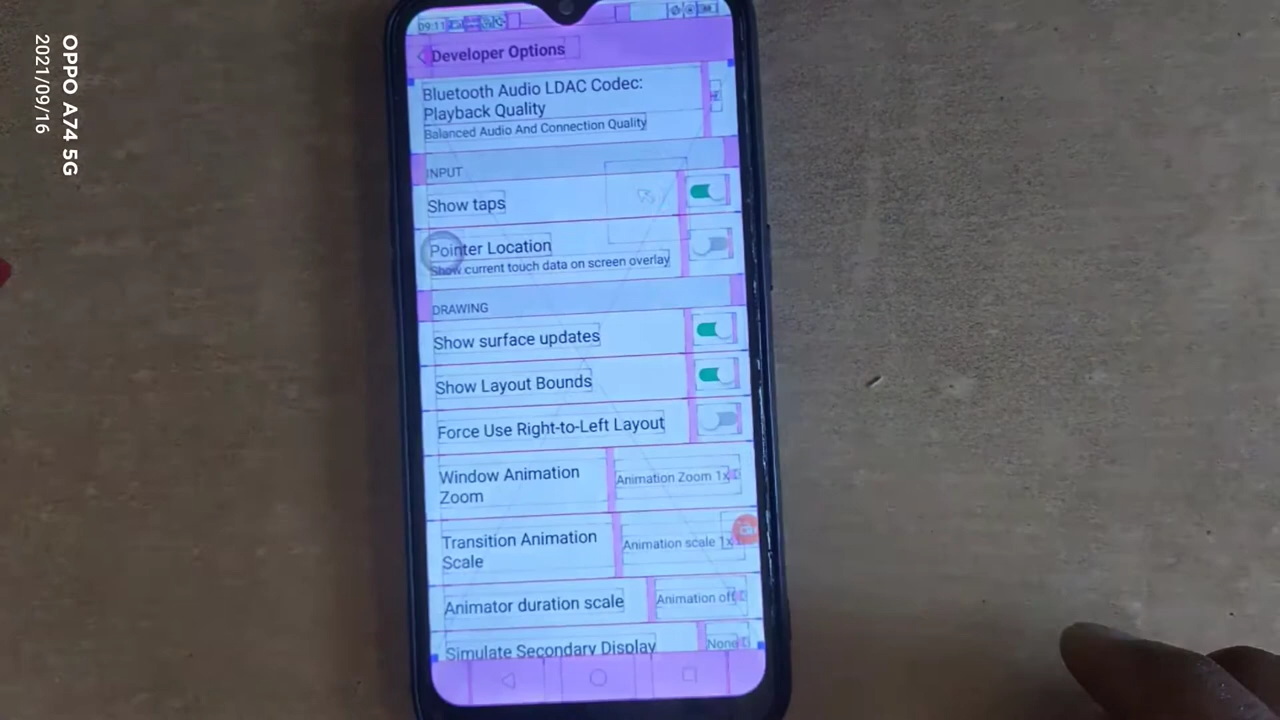 OPPO A74 5G
2021/09/16
09:11
Developer Options
Bluetooth Audio LDAC Codec:
Playback Quality
Balanced Audio And Connection Quality
INPUT
Show taps
Pointer Location
Show current touch data on screen overlay
DRAWING
Show surface updates
Show Layout Bounds
Force Use Right-to-Left Layout
Window Animation
Zoom
Animation Zoom 1x
Transition Animation
Scale
Animation scale 1x
Animator duration scale
Animation off
Simulate Secondary Display
None